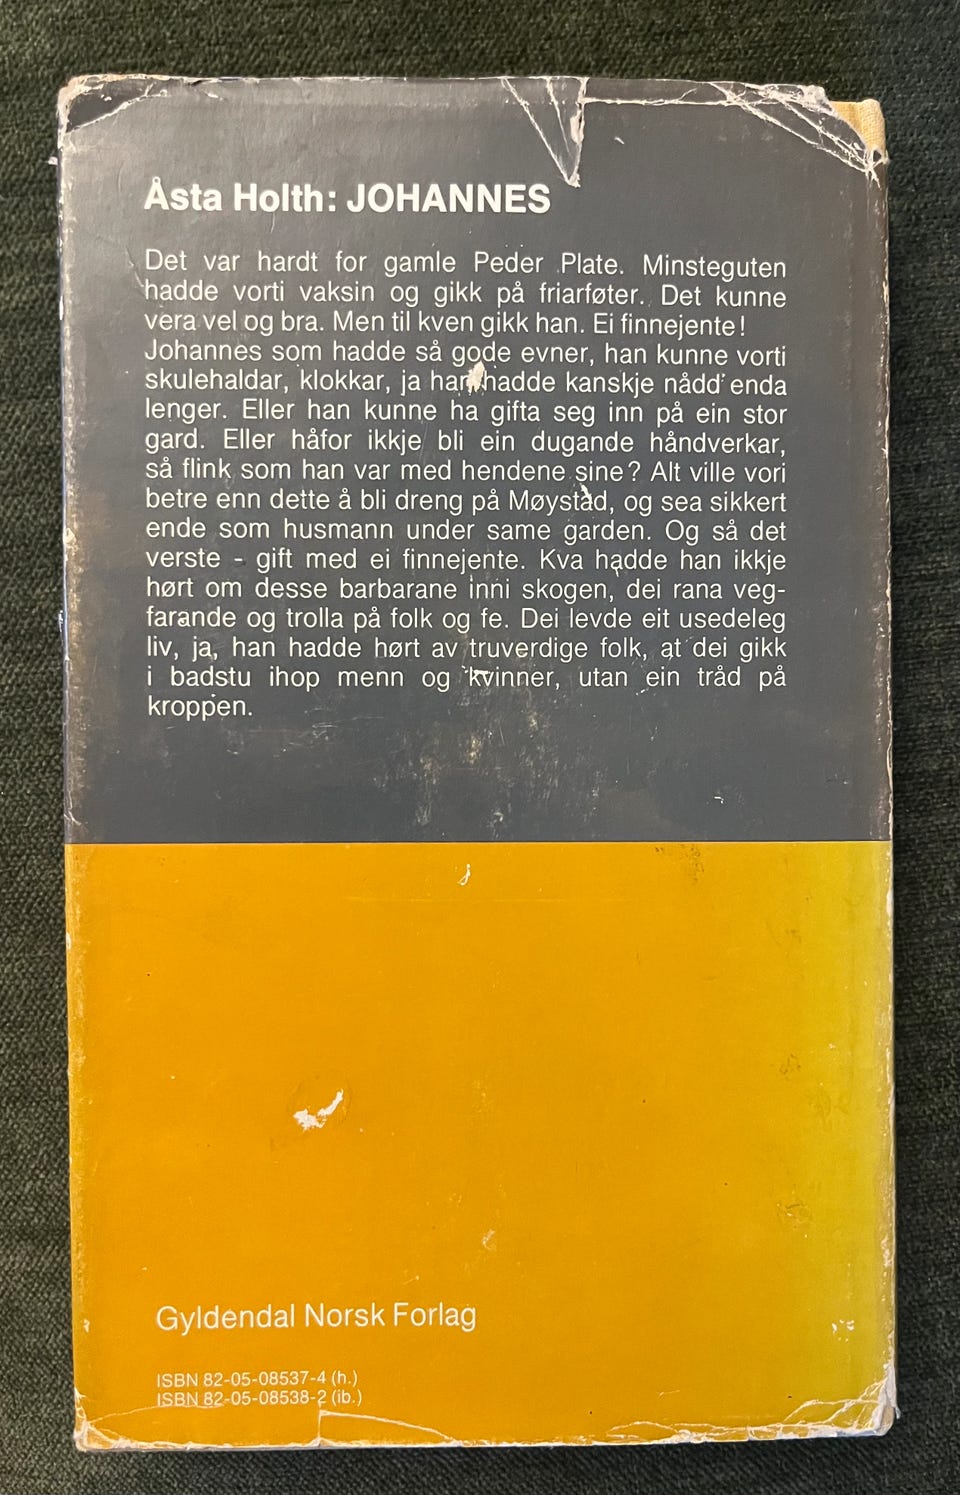 Åsta Holth: JOHANNES
Det var hardt for gamle Peder Plate. Minsteguten
hadde vorti vaksin og gikk på friarføter. Det kunne
vera vel og bra. Men til kven gikk han. Ei finnejente!
Johannes som hadde så gode evner, han kunne vorti
skulehaldar, klokkar, ja han hadde kanskje nådd enda
lenger. Eller han kunne ha gifta seg inn på ein stor
gard. Eller håfor ikkje bli ein dugande håndverkar,
så flink som han var med hendene sine? Alt ville vori
betre enn dette å bli dreng på Møystad, og sea sikkert
ende som husmann under same garden. Og så det
verste - gift med ei finnejente. Kva hadde han ikkje
hørt om desse barbarane inni skogen, dei rana veg-
farande og trolla på folk og fe. Dei levde eit usedeleg
liv, ja, han hadde hørt av truverdige folk, at dei gikk
i badstu ihop menn og kvinner, utan ein tråd på
kroppen.
Gyldendal Norsk Forlag
ISBN 82-05-08537-4 (h.)
ISBN 82-05-08538-2 (ib.)